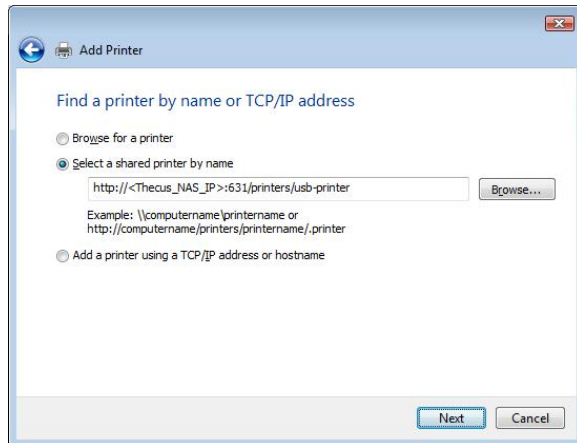 Add Printer
Find a printer by name or TCP/IP address
Browse for a printer
Select a shared printer by name
http://<Thecus_NAS_IP>:631/printers/usb-printer
Browse...
Example: \\computername\printername or
http://computername/printers/printername/.printer
Add a printer using a TCP/IP address or hostname
Next
Cancel